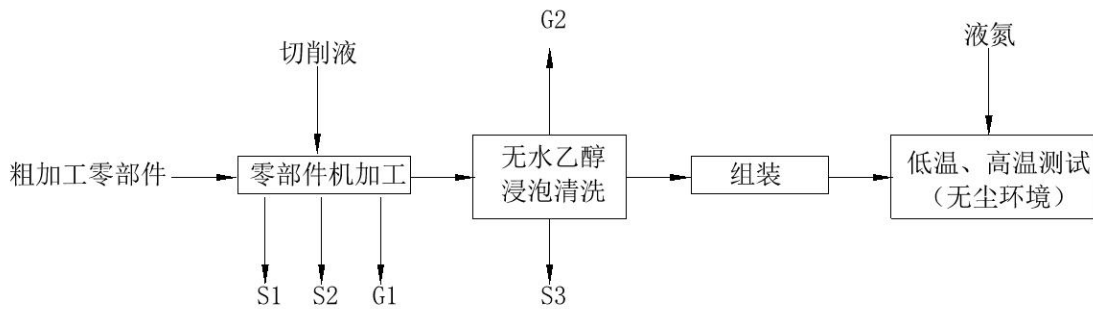 G2
切削液
液氮
粗加工零部件
零部件机加工
无水乙醇
浸泡清洗
组装
低温、高温测试
（无尘环境）
S1
S2
G1
S3